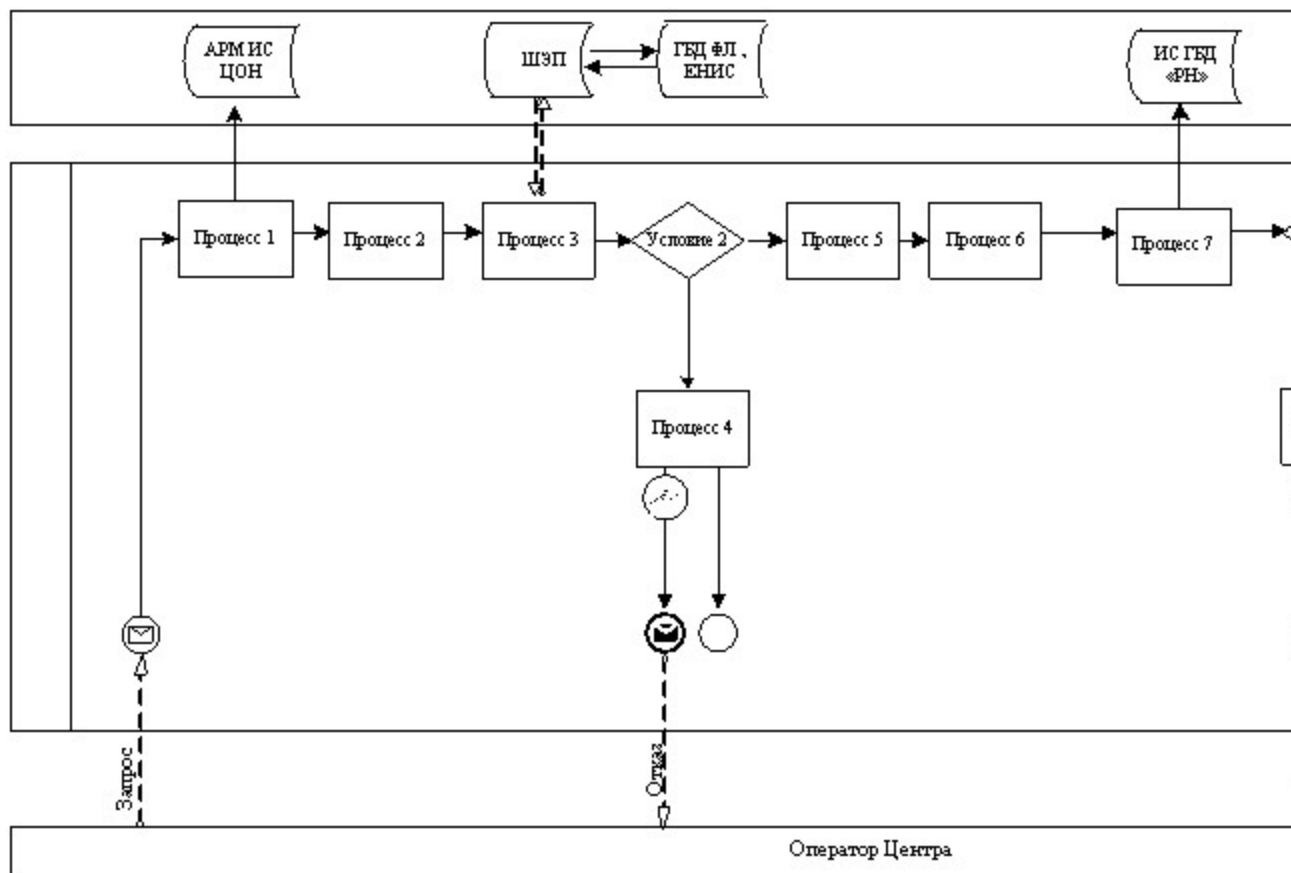 АРМ ИС
ЦОН
ШЭП
ГБД ФЛ ,
ЕНИС
ИС ГБД
«РН»
Процесс 1
Процесс 2
Процесс 3
Условие 2
Процесс 5
Процесс 6
Процесс 7
Процесс 4
Запрос
Отказ
Оператор Центра